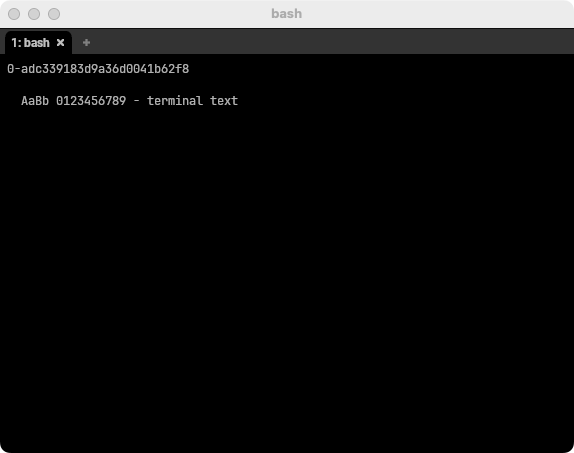 bash
1: bash ✕ +
0-adc339183d9a36d0041b62f8
AaBb 0123456789 - terminal text